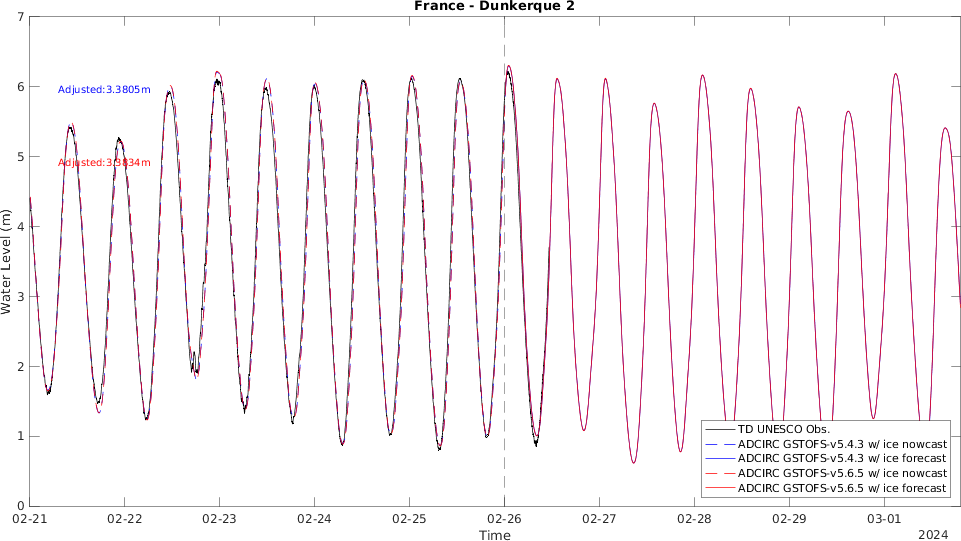 France - Dunkerque 2
7
6
5
4
3
2
1
0
Water Level (m)
Adjusted:3.3805m
Adjusted:3.3834m
TD UNESCO Obs.
ADCIRC GSTOFS-v5.4.3 w/ ice nowcast
ADCIRC GSTOFS-v5.4.3 w/ ice forecast
ADCIRC GSTOFS-v5.6.5 w/ ice nowcast
ADCIRC GSTOFS-v5.6.5 w/ ice forecast
02-21 02-22 02-23 02-24 02-25 02-26 02-27 02-28 02-29 03-01
Time
2024